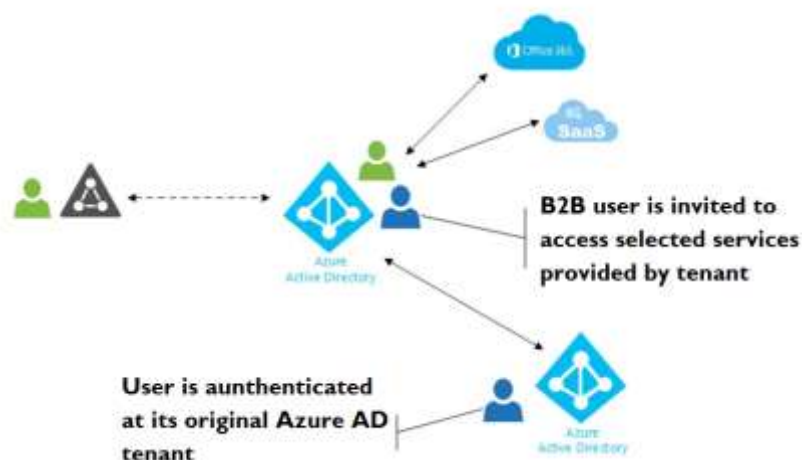 Office 365
SaaS
B2B user is invited to
access selected services
provided by tenant
Azure
Active Directory
User is aunthenticated
at its original Azure AD
tenant
Azure
Active Directory